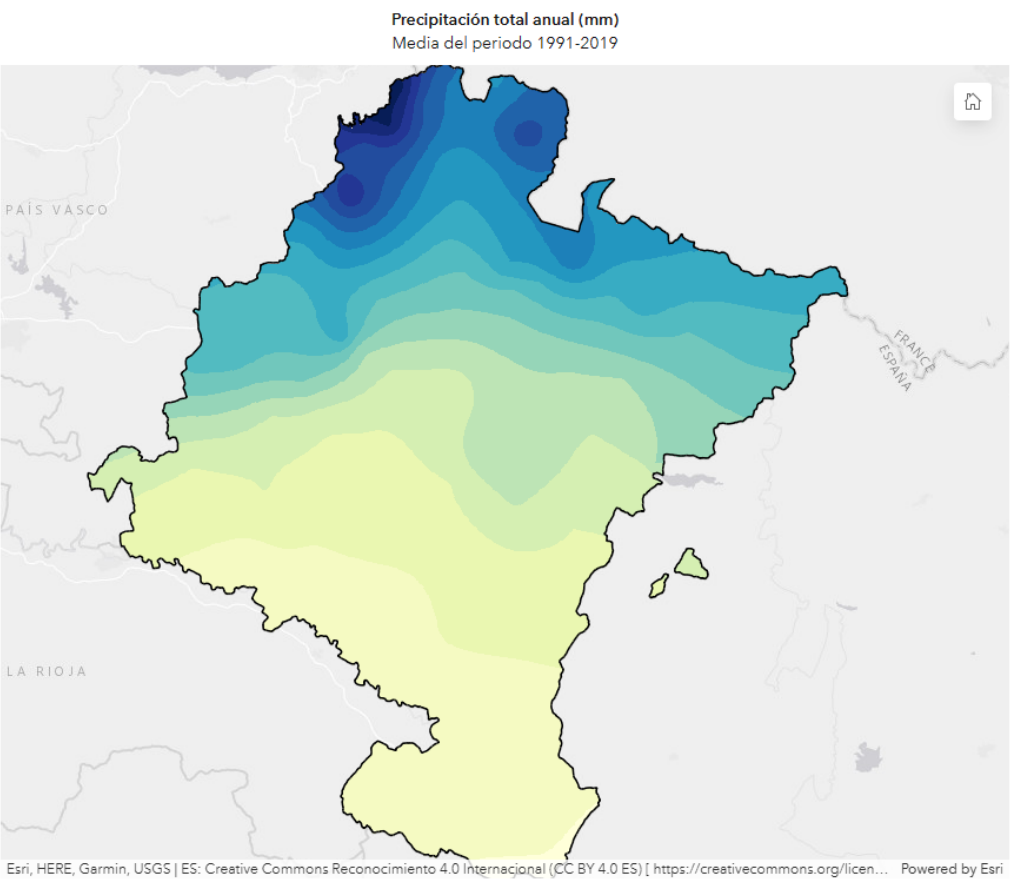 Precipitación total anual (mm)
Media del periodo 1991-2019
PAÍS VASCO
FRANCE
ESPAÑA
LA RIOJA
Esri, HERE, Garmin, USGS | ES: Creative Commons Reconocimiento 4.0 Internacional (CC BY 4.0 ES) [ https://creativecommons.org/licen... Powered by Esri